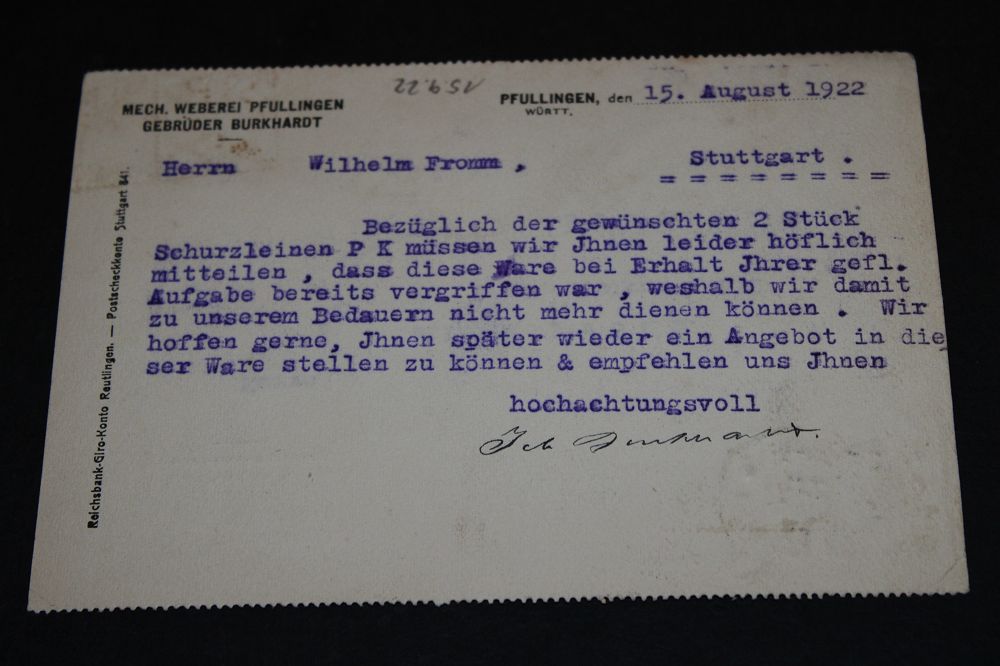 15.9.22
MECH. WEBEREI PFULLINGEN
GEBRÜDER BURKHARDT
PFULLINGEN, den 15. August 1922
WÜRTT.
Herrn Wilhelm Fromm , Stuttgart .
= = = = = = = =
Bezüglich der gewünschten 2 Stück
Schurzleinen P K müssen wir Jhnen leider höflich
mitteilen , dass diese Ware bei Erhalt Jhrer gefl.
Aufgabe bereits vergriffen war , weshalb wir damit
zu unserem Bedauern nicht mehr dienen können . Wir
hoffen gerne, Jhnen später wieder ein Angebot in die
ser Ware stellen zu können & empfehlen uns Jhnen
hochachtungsvoll
Reichsbank-Giro-Konto Reutlingen. — Postscheckkonto Stuttgart 841.